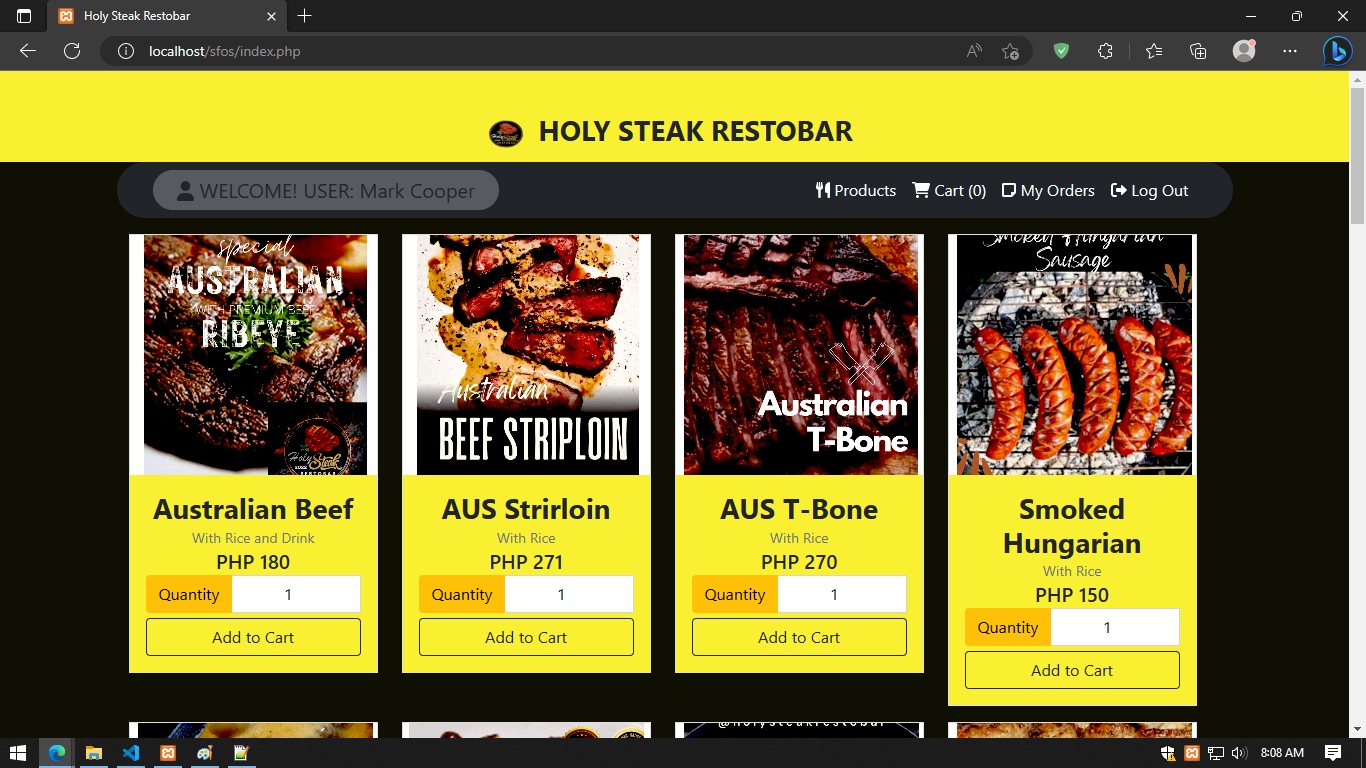 Holy Steak Restobar
localhost/sfos/index.php
HOLY STEAK RESTOBAR
WELCOME! USER: Mark Cooper
Products
Cart (0)
My Orders
Log Out
special
AUSTRALIAN
WITH PREMIUM BEEF
RIBEYE
Holy Steak
RESTOBAR
Australian Beef
With Rice and Drink
PHP 180
Quantity 1
Add to Cart
Australian
BEEF STRIPLOIN
AUS Strirloin
With Rice
PHP 271
Quantity 1
Add to Cart
Australian
T-Bone
AUS T-Bone
With Rice
PHP 270
Quantity 1
Add to Cart
Smoked Hungarian
Sausage
Smoked
Hungarian
With Rice
PHP 150
Quantity 1
Add to Cart
@holysteakrestobar
8:08 AM